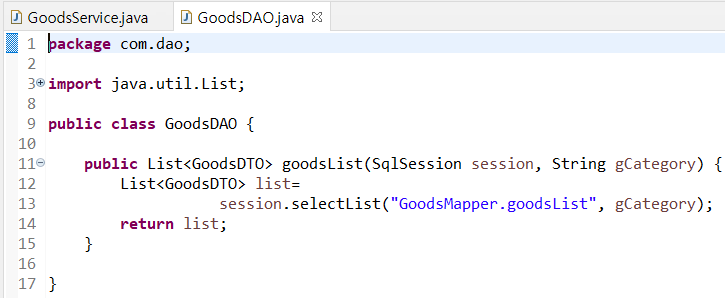 GoodsService.java GoodsDAO.java
1 package com.dao;
2
3 import java.util.List;
8
9 public class GoodsDAO {
10
11 public List<GoodsDTO> goodsList(SqlSession session, String gCategory) {
12 List<GoodsDTO> list=
13 session.selectList("GoodsMapper.goodsList", gCategory);
14 return list;
15 }
16
17 }